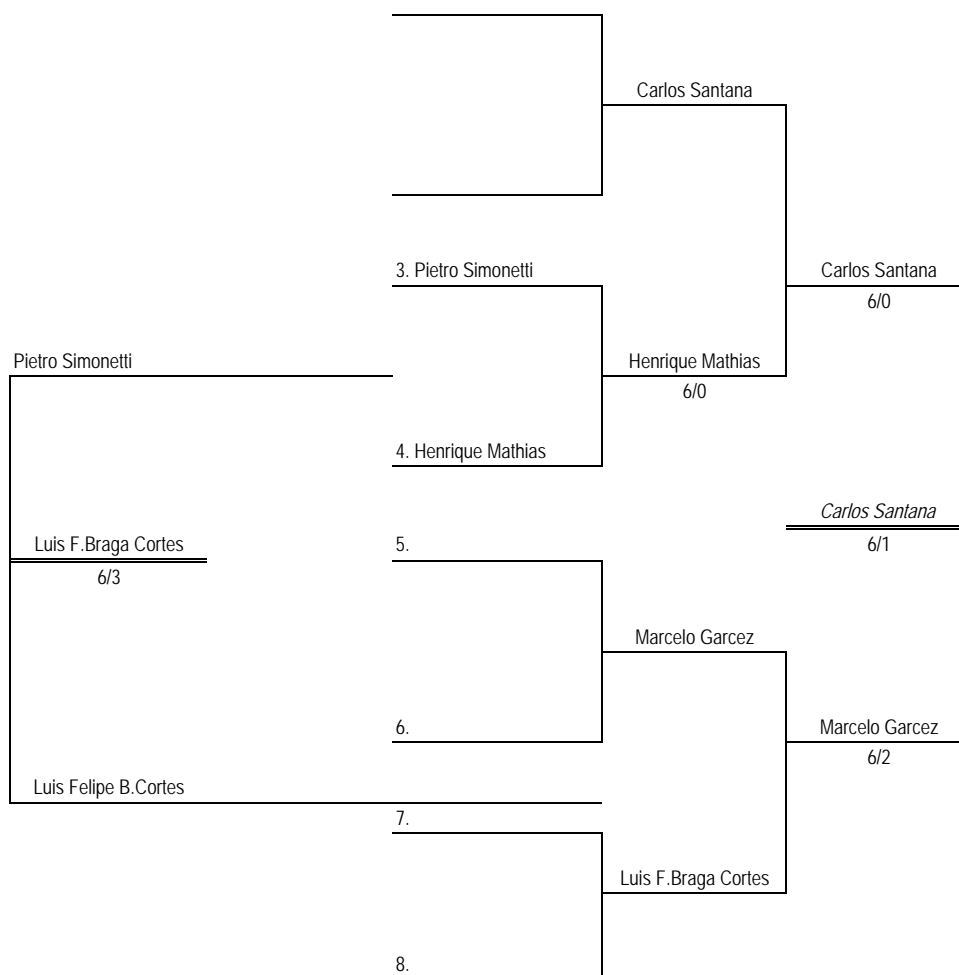 Carlos Santana
3. Pietro Simonetti
Carlos Santana
6/0
Pietro Simonetti
Henrique Mathias
6/0
4. Henrique Mathias
Carlos Santana
6/1
Luis F.Braga Cortes
6/3
5.
Marcelo Garcez
6.
Marcelo Garcez
6/2
Luis Felipe B.Cortes
7.
Luis F.Braga Cortes
8.